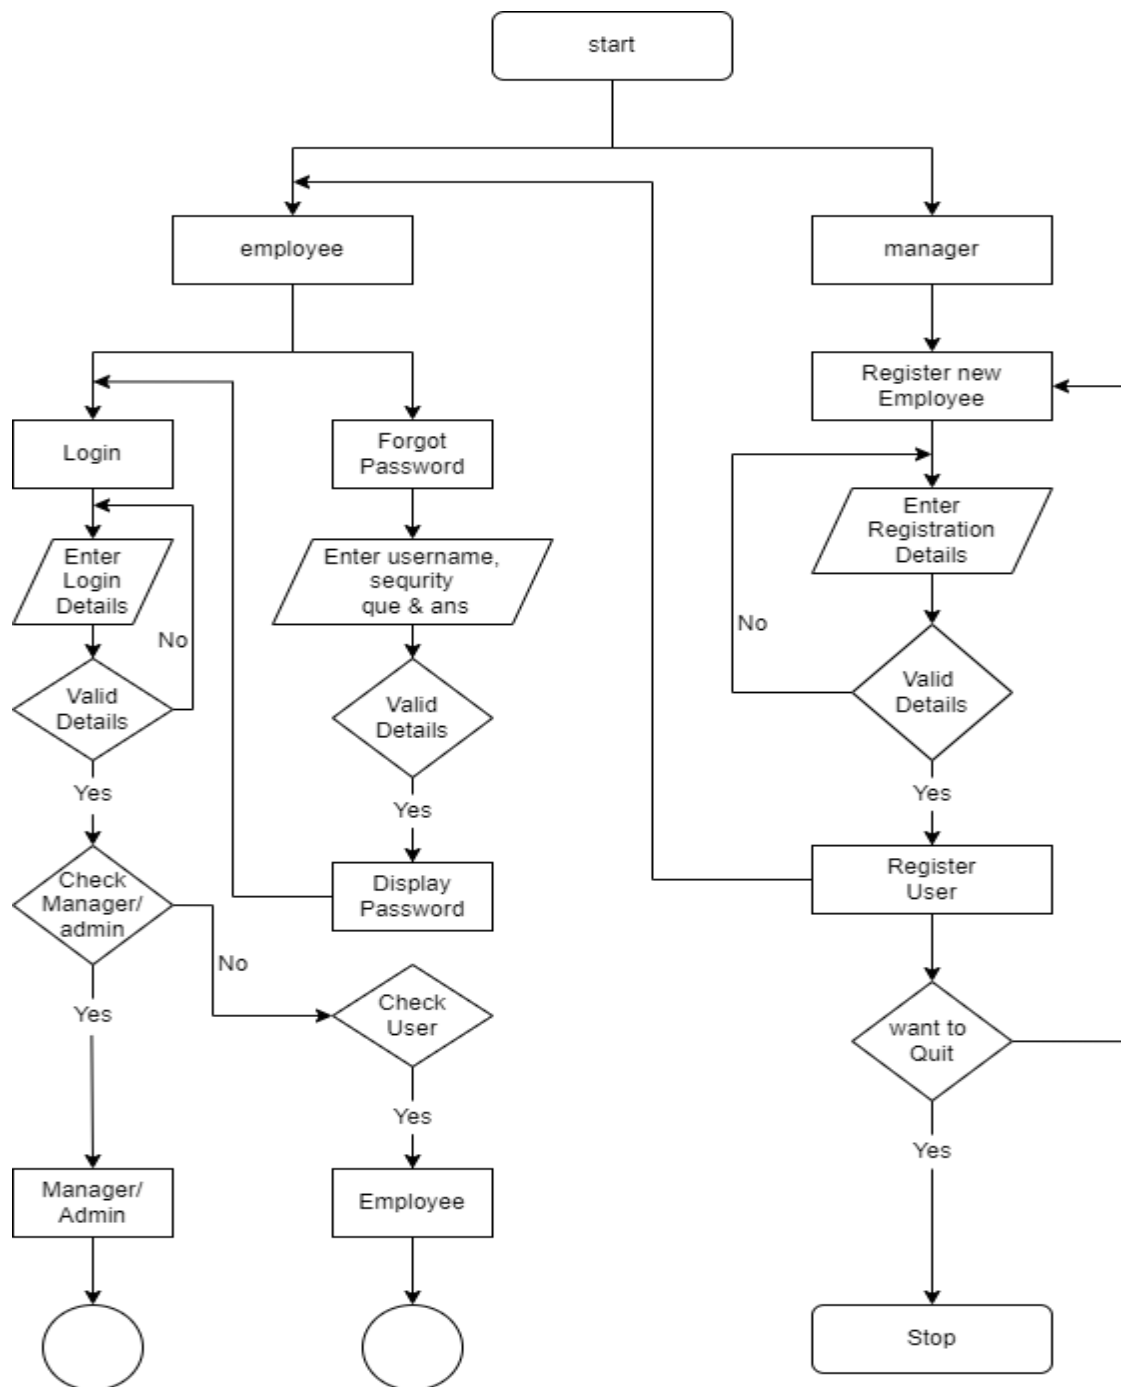 start
employee
manager
Register new
Employee
Login
Forgot
Password
Enter
Login
Details
Enter username,
sequrity
que & ans
Enter
Registration
Details
No
No
Valid
Details
Valid
Details
Valid
Details
Yes
Yes
Yes
Check
Manager/
admin
Display
Password
Register
User
No
Check
User
want to
Quit
Yes
Yes
Yes
Manager/
Admin
Employee
Stop